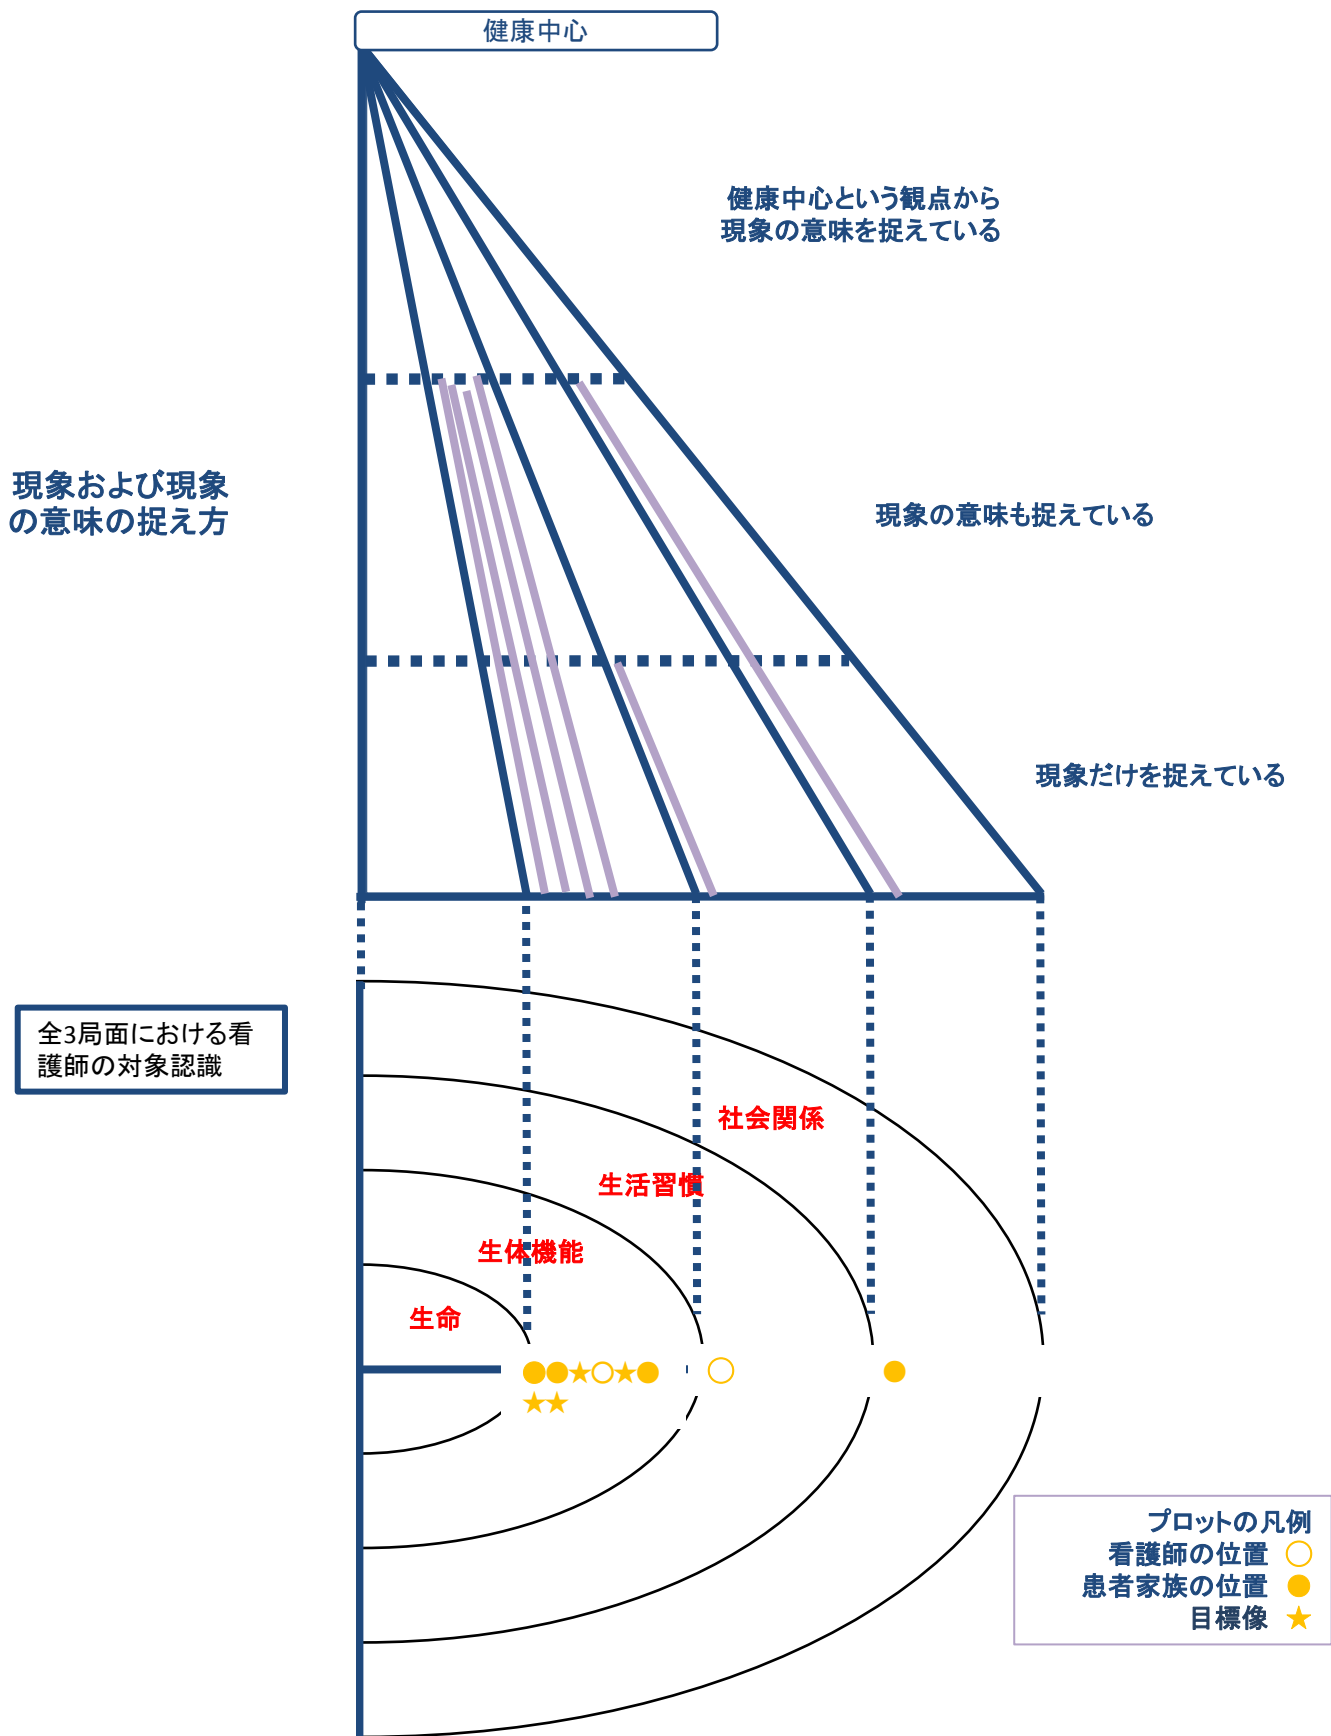 健康中心
健康中心という観点から
現象の意味を捉えている
現象および現象
の意味の捉え方
現象の意味も捉えている
現象だけを捉えている
全3局面における看
護師の対象認識
社会関係
生活習慣
生体機能
生命
●●★○★●
★★
○
●
プロットの凡例
看護師の位置 ○
患者家族の位置 ●
目標像 ★